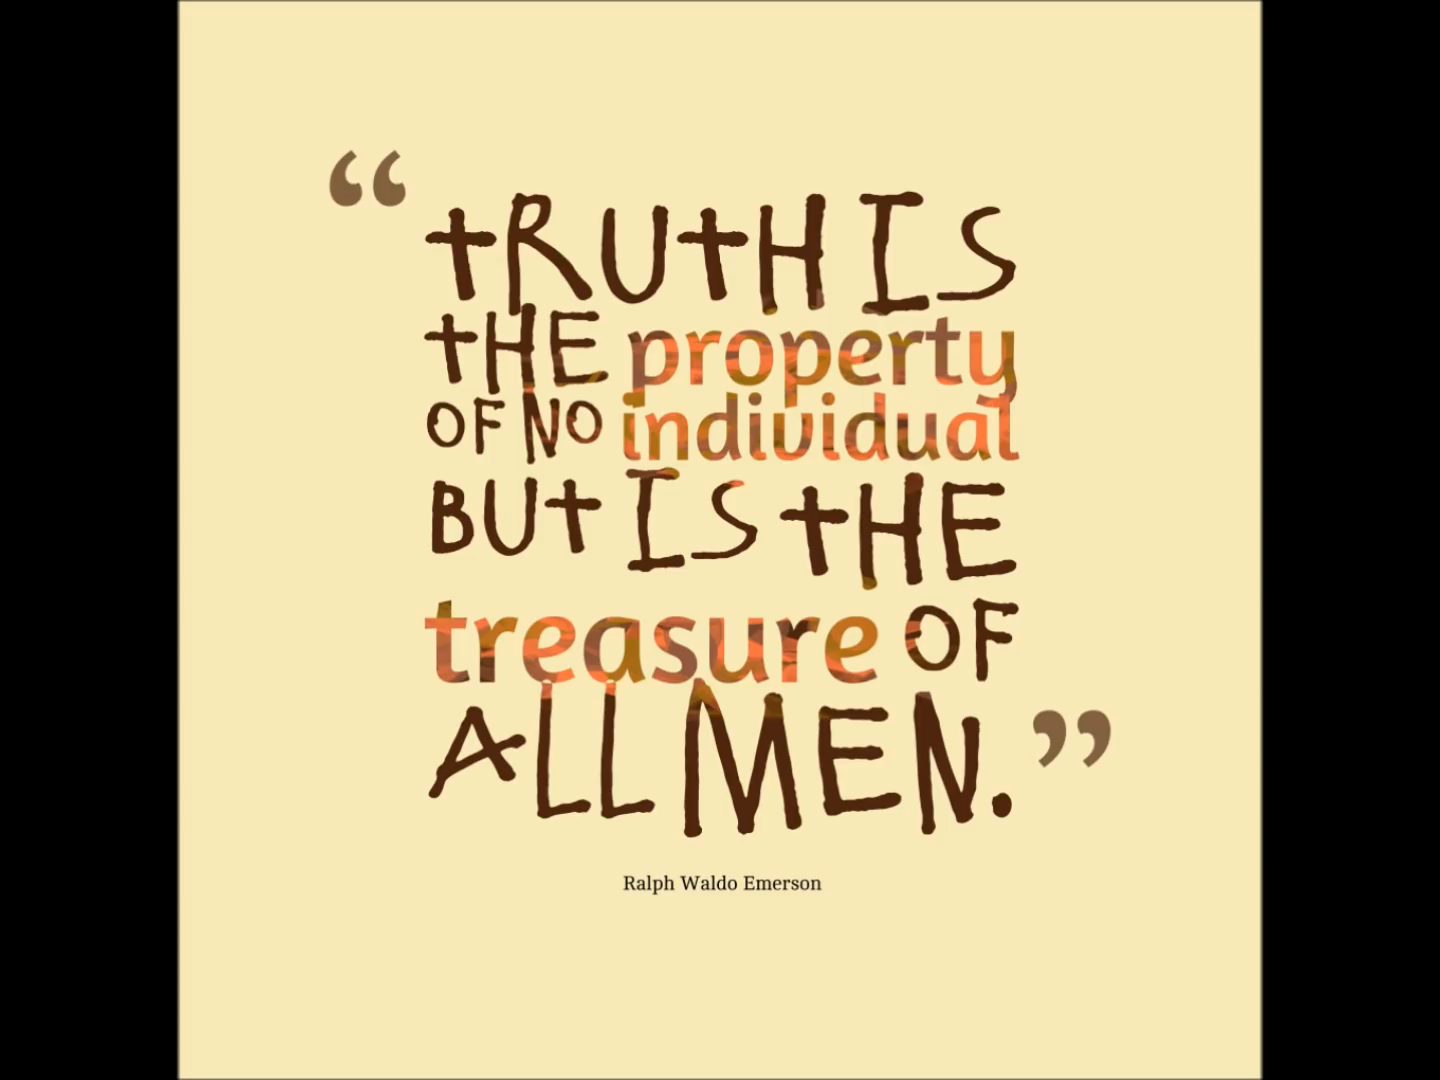 “tRUtH IS
tHE property
OF NO individual
BUt IS tHE
treasure OF
ALL MEN.”
Ralph Waldo Emerson